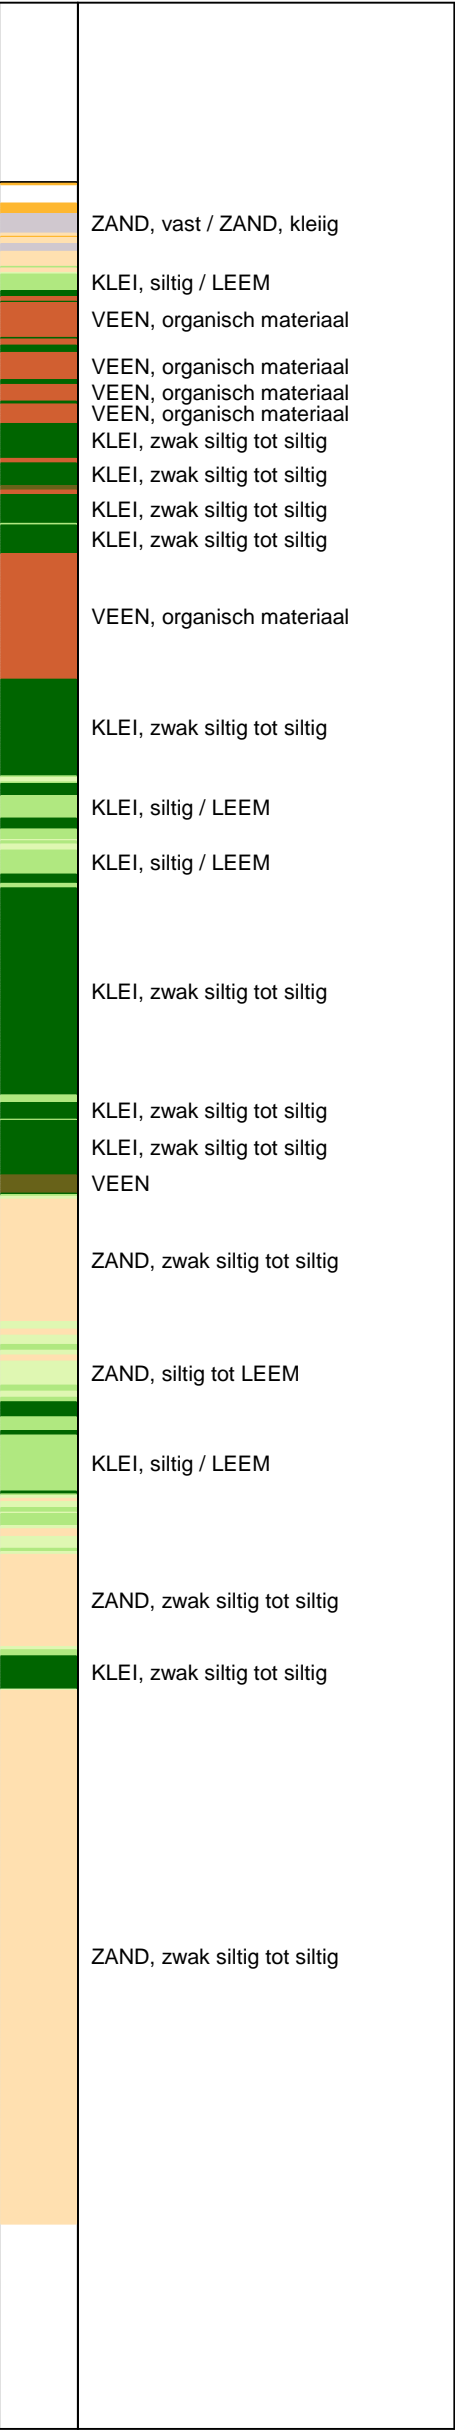 ZAND, vast / ZAND, kleiig
KLEI, siltig / LEEM
VEEN, organisch materiaal
VEEN, organisch materiaal
VEEN, organisch materiaal
VEEN, organisch materiaal
KLEI, zwak siltig tot siltig
KLEI, zwak siltig tot siltig
KLEI, zwak siltig tot siltig
KLEI, zwak siltig tot siltig
VEEN, organisch materiaal
KLEI, zwak siltig tot siltig
KLEI, siltig / LEEM
KLEI, siltig / LEEM
KLEI, zwak siltig tot siltig
KLEI, zwak siltig tot siltig
KLEI, zwak siltig tot siltig
VEEN
ZAND, zwak siltig tot siltig
ZAND, siltig tot LEEM
KLEI, siltig / LEEM
ZAND, zwak siltig tot siltig
KLEI, zwak siltig tot siltig
ZAND, zwak siltig tot siltig